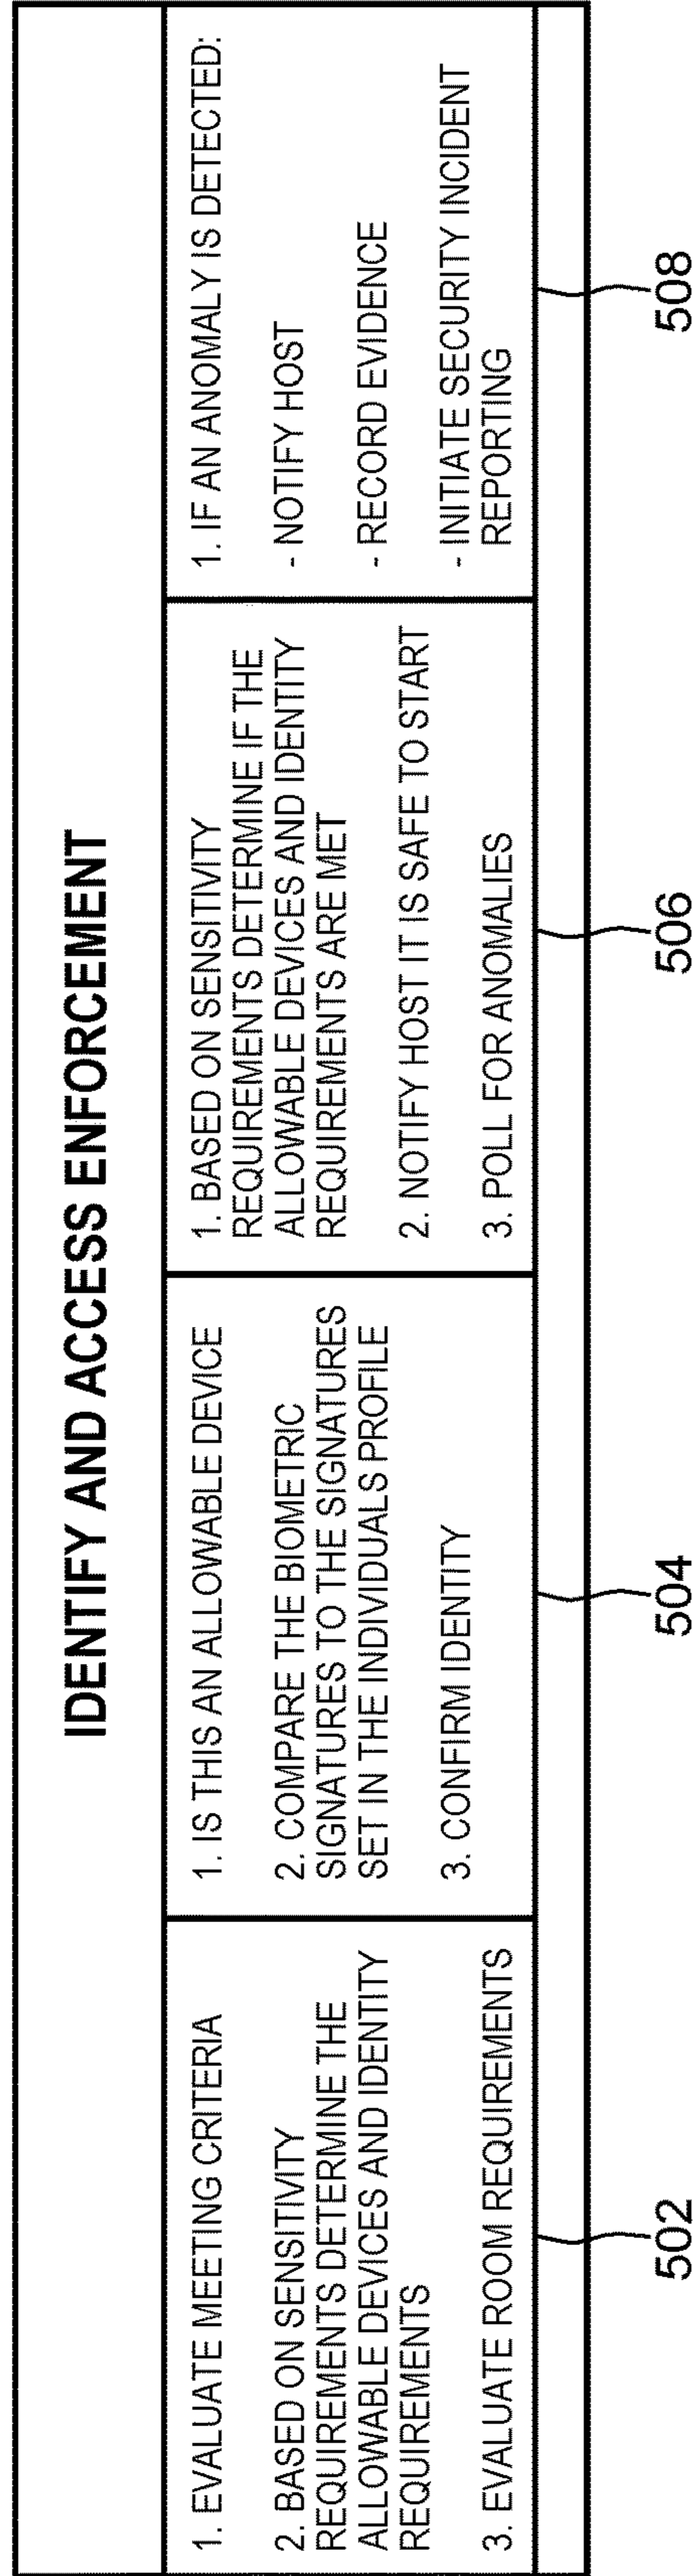 IDENTIFY AND ACCESS ENFORCEMENT
1. EVALUATE MEETING CRITERIA
2. BASED ON SENSITIVITY
REQUIREMENTS DETERMINE THE
ALLOWABLE DEVICES AND IDENTITY
REQUIREMENTS
3. EVALUATE ROOM REQUIREMENTS
502
1. IS THIS AN ALLOWABLE DEVICE
2. COMPARE THE BIOMETRIC
SIGNATURES TO THE SIGNATURES
SET IN THE INDIVIDUALS PROFILE
3. CONFIRM IDENTITY
504
1. BASED ON SENSITIVITY
REQUIREMENTS DETERMINE IF THE
ALLOWABLE DEVICES AND IDENTITY
REQUIREMENTS ARE MET
2. NOTIFY HOST IT IS SAFE TO START
3. POLL FOR ANOMALIES
506
1. IF AN ANOMALY IS DETECTED:
- NOTIFY HOST
- RECORD EVIDENCE
- INITIATE SECURITY INCIDENT
REPORTING
508